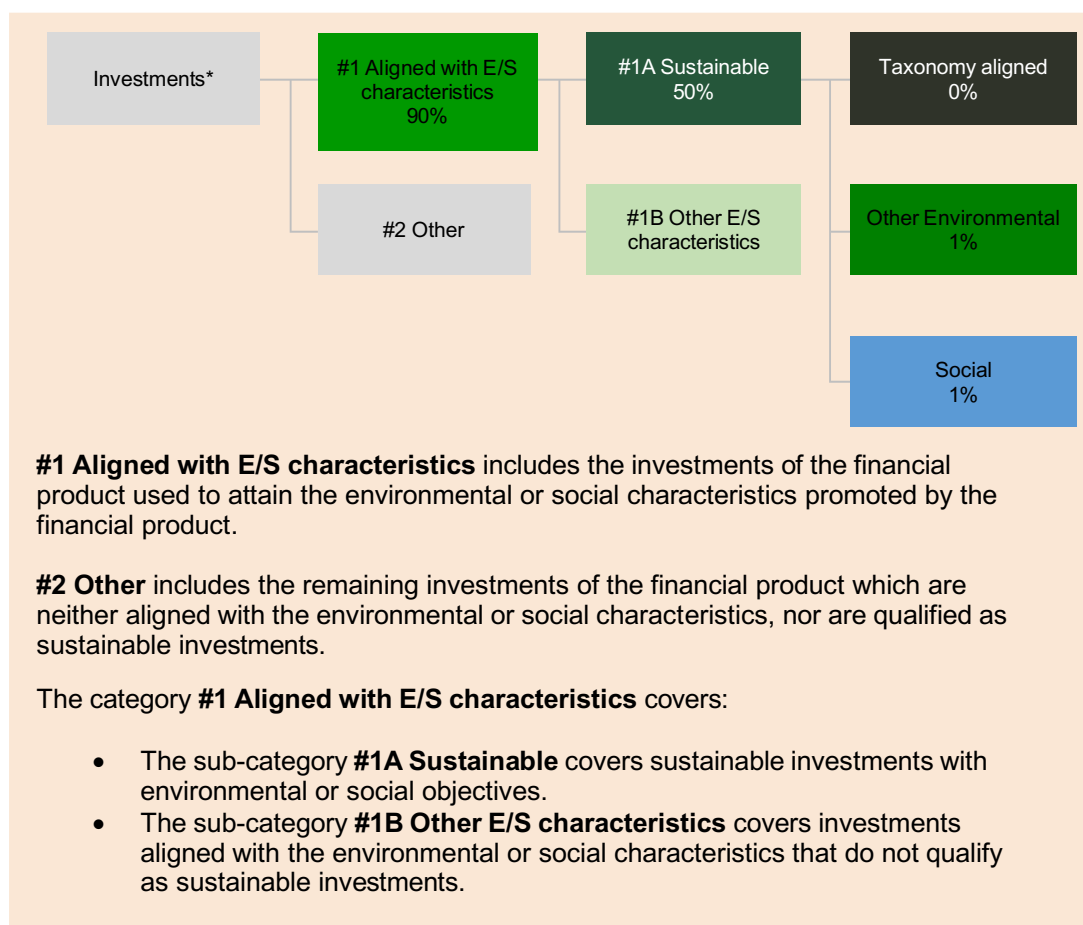 Investments*
#1 Aligned with E/S
characteristics
90%
#1A Sustainable
50%
Taxonomy aligned
0%
#2 Other
#1B Other E/S
characteristics
Other Environmental
1%
Social
1%
#1 Aligned with E/S characteristics includes the investments of the financial
product used to attain the environmental or social characteristics promoted by the
financial product.
#2 Other includes the remaining investments of the financial product which are
neither aligned with the environmental or social characteristics, nor are qualified as
sustainable investments.
The category #1 Aligned with E/S characteristics covers:
• The sub-category #1A Sustainable covers sustainable investments with
environmental or social objectives.
• The sub-category #1B Other E/S characteristics covers investments
aligned with the environmental or social characteristics that do not qualify
as sustainable investments.